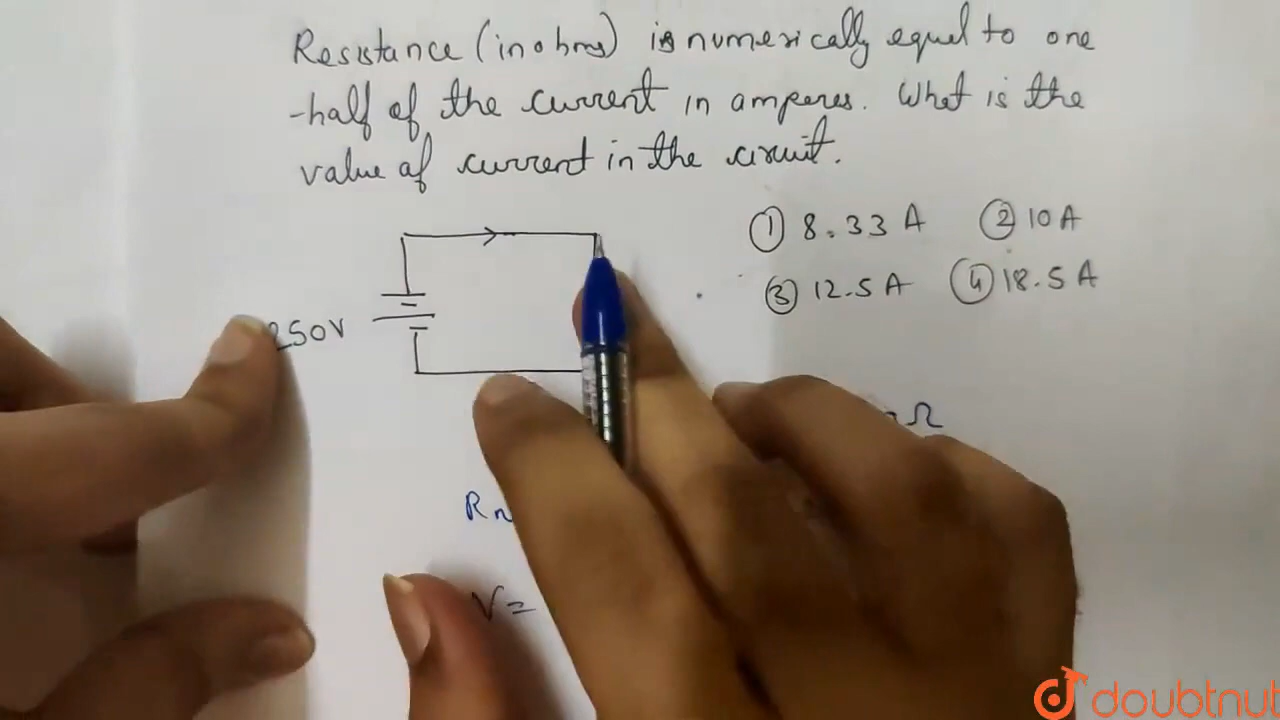 Resistance (in ohms) is numerically equal to one
-half of the current in amperes. What is the
value of current in the circuit.
① 8.33 A ② 10 A
③ 12.5 A ④ 18.5 A
250V
Ω
V =
doubtnut